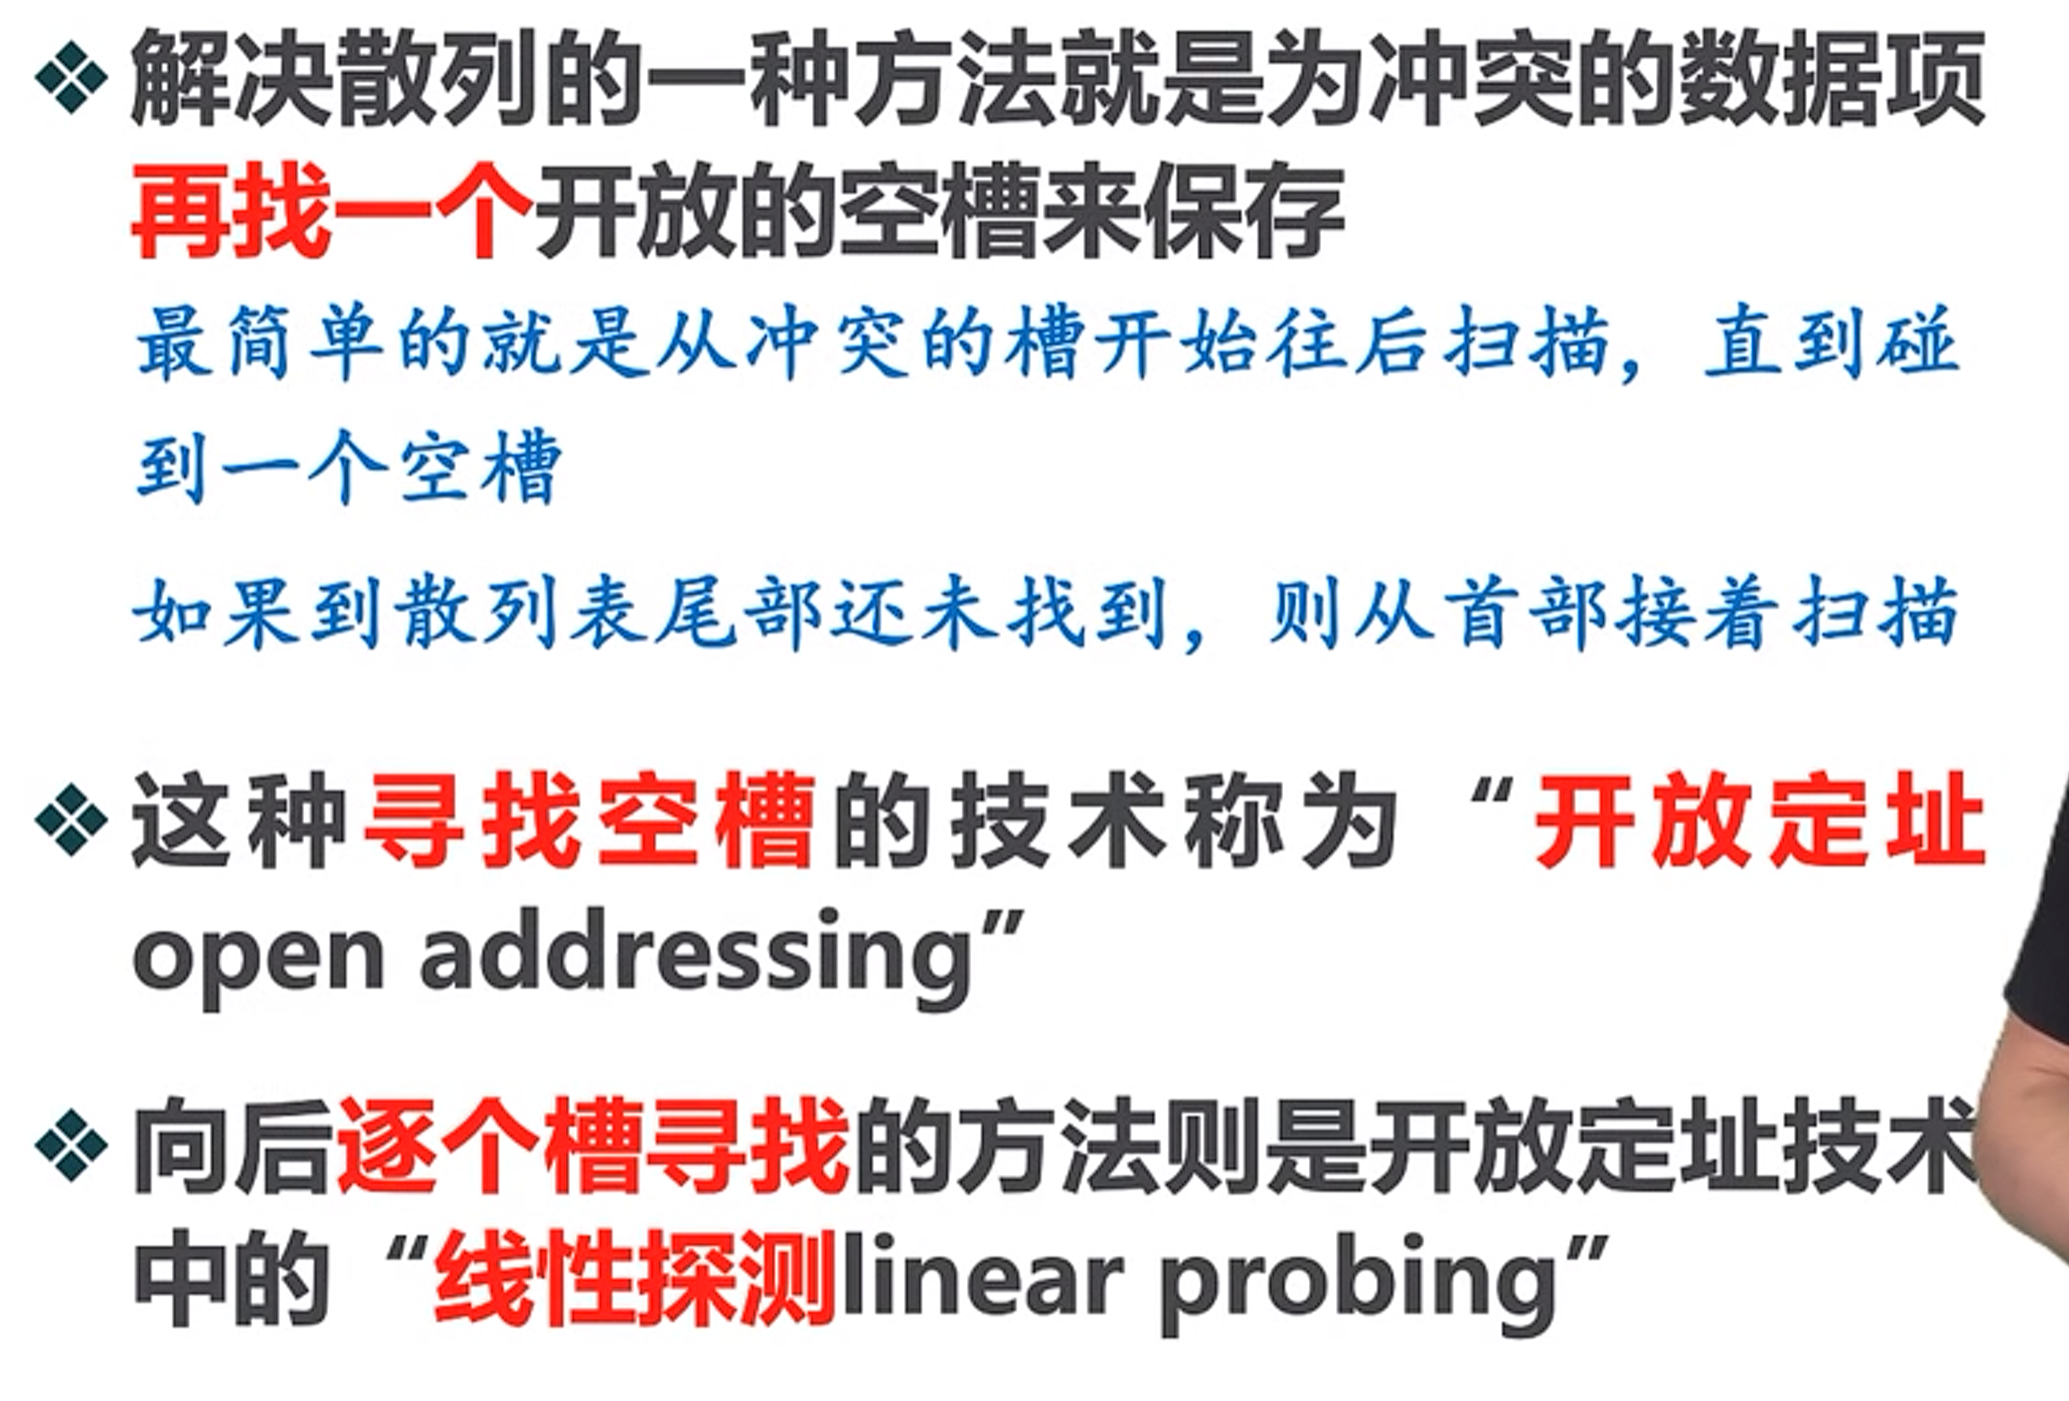 解决散列的一种方法就是为冲突的数据项
再找一个开放的空槽来保存
最简单的就是从冲突的槽开始往后扫描，直到碰
到一个空槽
如果到散列表尾部还未找到，则从首部接着扫描
这种寻找空槽的技术称为“开放定址
open addressing”
向后逐个槽寻找的方法则是开放定址技术
中的“线性探测linear probing”